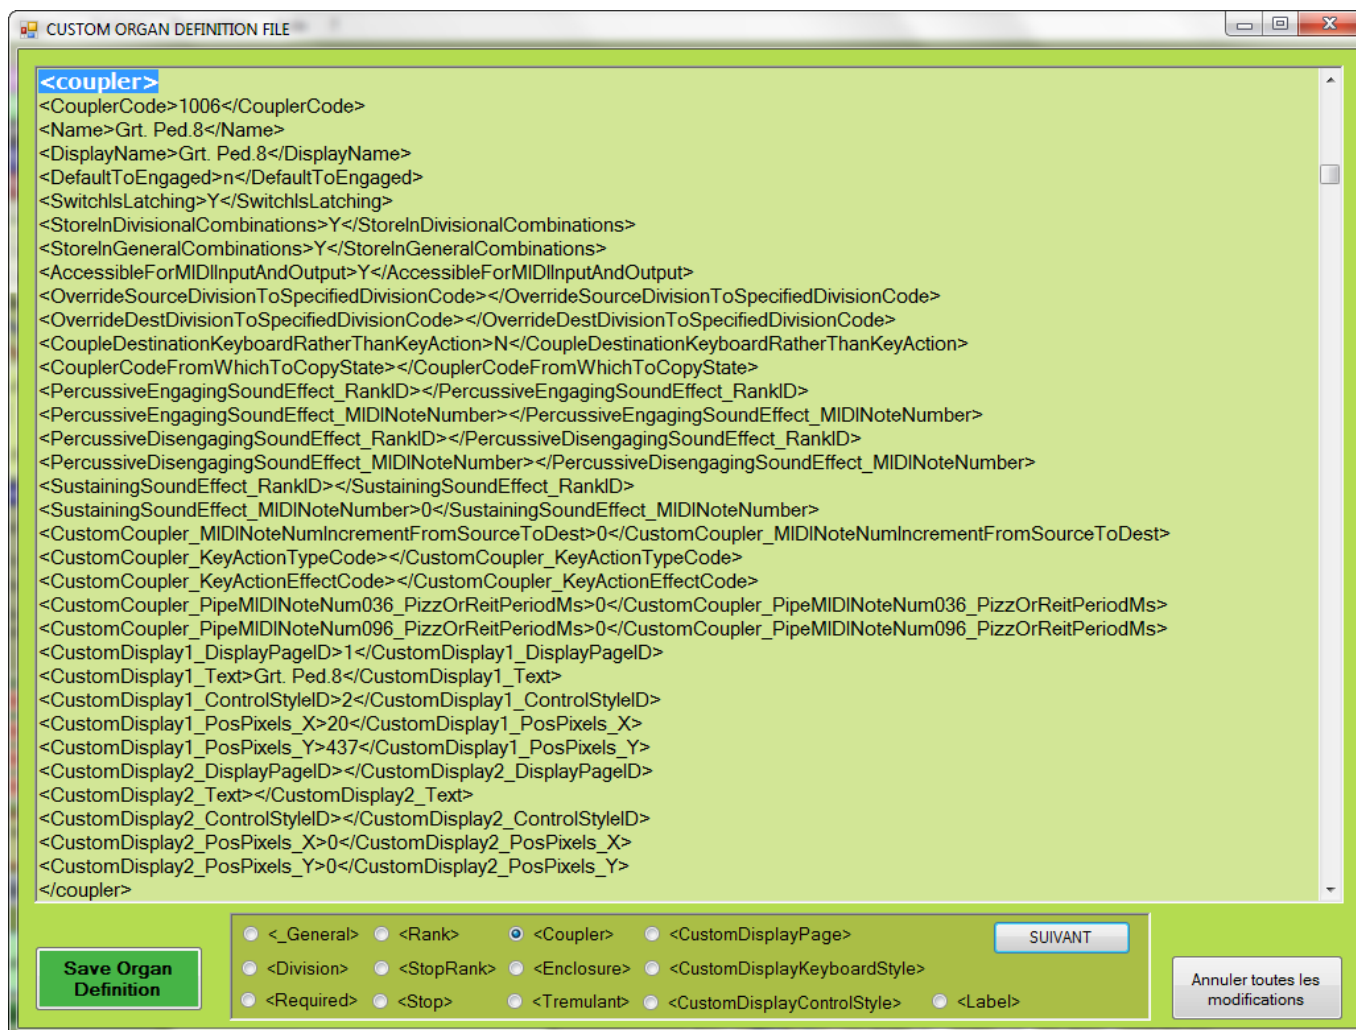 CUSTOM ORGAN DEFINITION FILE
<coupler>
<CouplerCode>1006</CouplerCode>
<Name>Grt. Ped.8</Name>
<DisplayName>Grt. Ped.8</DisplayName>
<DefaultToEngaged>n</DefaultToEngaged>
<SwitchIsLatching>Y</SwitchIsLatching>
<StoreInDivisionalCombinations>Y</StoreInDivisionalCombinations>
<StoreInGeneralCombinations>Y</StoreInGeneralCombinations>
<AccessibleForMIDIInputAndOutput>Y</AccessibleForMIDIInputAndOutput>
<OverrideSourceDivisionToSpecifiedDivisionCode></OverrideSourceDivisionToSpecifiedDivisionCode>
<OverrideDestDivisionToSpecifiedDivisionCode></OverrideDestDivisionToSpecifiedDivisionCode>
<CoupleDestinationKeyboardRatherThanKeyAction>N</CoupleDestinationKeyboardRatherThanKeyAction>
<CouplerCodeFromWhichToCopyState></CouplerCodeFromWhichToCopyState>
<PercussiveEngagingSoundEffect_RankID></PercussiveEngagingSoundEffect_RankID>
<PercussiveEngagingSoundEffect_MIDINoteNumber></PercussiveEngagingSoundEffect_MIDINoteNumber>
<PercussiveDisengagingSoundEffect_RankID></PercussiveDisengagingSoundEffect_RankID>
<PercussiveDisengagingSoundEffect_MIDINoteNumber></PercussiveDisengagingSoundEffect_MIDINoteNumber>
<SustainingSoundEffect_RankID></SustainingSoundEffect_RankID>
<SustainingSoundEffect_MIDINoteNumber>0</SustainingSoundEffect_MIDINoteNumber>
<CustomCoupler_MIDINoteNumIncrementFromSourceToDest>0</CustomCoupler_MIDINoteNumIncrementFromSourceToDest>
<CustomCoupler_KeyActionTypeCode></CustomCoupler_KeyActionTypeCode>
<CustomCoupler_KeyActionEffectCode></CustomCoupler_KeyActionEffectCode>
<CustomCoupler_PipeMIDINoteNum036_PizzOrReitPeriodMs>0</CustomCoupler_PipeMIDINoteNum036_PizzOrReitPeriodMs>
<CustomCoupler_PipeMIDINoteNum096_PizzOrReitPeriodMs>0</CustomCoupler_PipeMIDINoteNum096_PizzOrReitPeriodMs>
<CustomDisplay1_DisplayPageID>1</CustomDisplay1_DisplayPageID>
<CustomDisplay1_Text>Grt. Ped.8</CustomDisplay1_Text>
<CustomDisplay1_ControlStyleID>2</CustomDisplay1_ControlStyleID>
<CustomDisplay1_PosPixels_X>20</CustomDisplay1_PosPixels_X>
<CustomDisplay1_PosPixels_Y>437</CustomDisplay1_PosPixels_Y>
<CustomDisplay2_DisplayPageID></CustomDisplay2_DisplayPageID>
<CustomDisplay2_Text></CustomDisplay2_Text>
<CustomDisplay2_ControlStyleID></CustomDisplay2_ControlStyleID>
<CustomDisplay2_PosPixels_X>0</CustomDisplay2_PosPixels_X>
<CustomDisplay2_PosPixels_Y>0</CustomDisplay2_PosPixels_Y>
</coupler>
Save Organ
Definition
<_General> <Rank> <Coupler> <CustomDisplayPage> SUIVANT
<Division> <StopRank> <Enclosure> <CustomDisplayKeyboardStyle>
<Required> <Stop> <Tremulant> <CustomDisplayControlStyle> <Label>
Annuler toutes les
modifications